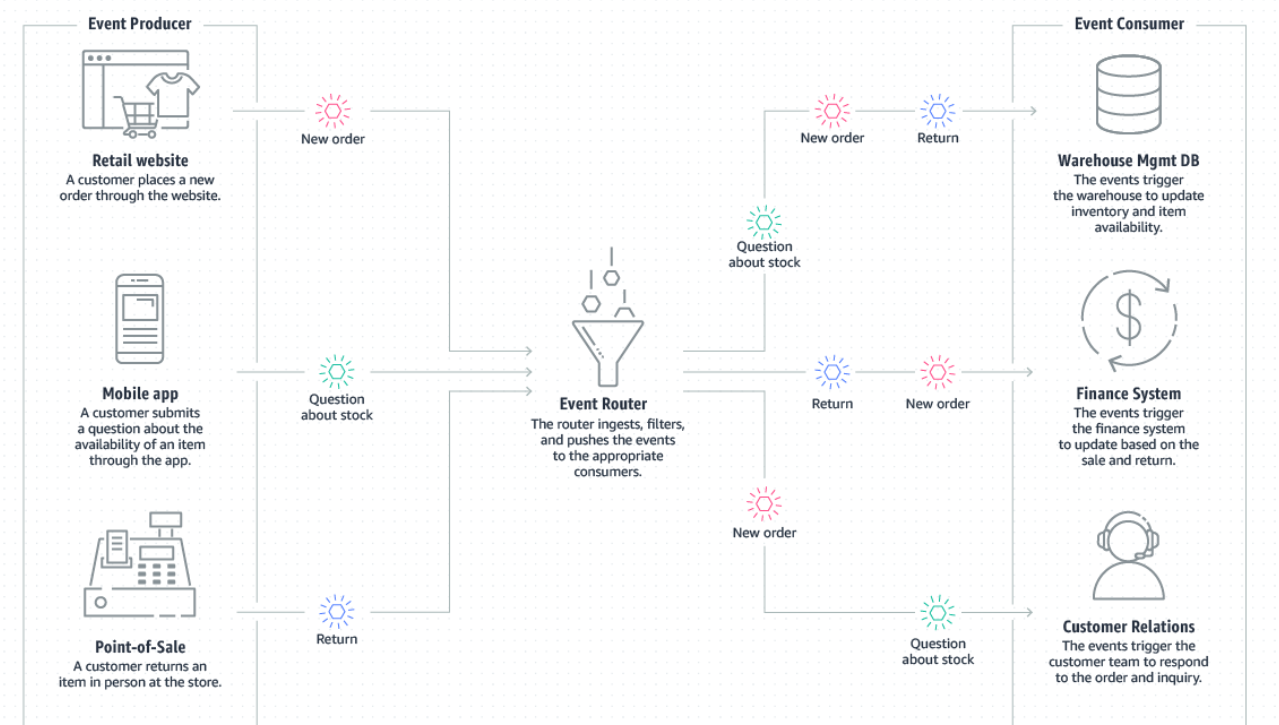 Event Producer
Retail website
A customer places a new
order through the website.
Mobile app
A customer submits
a question about the
availability of an item
through the app.
Point-of-Sale
A customer returns an
item in person at the store.
New order
Question
about stock
Return
Event Router
The router ingests, filters,
and pushes the events
to the appropriate
consumers.
New order
Return
Question
about stock
Return
New order
New order
Question
about stock
Event Consumer
Warehouse Mgmt DB
The events trigger
the warehouse to update
inventory and item
availability.
Finance System
The events trigger
the finance system
to update based on the
sale and return.
Customer Relations
The events trigger the
customer team to respond
to the order and inquiry.